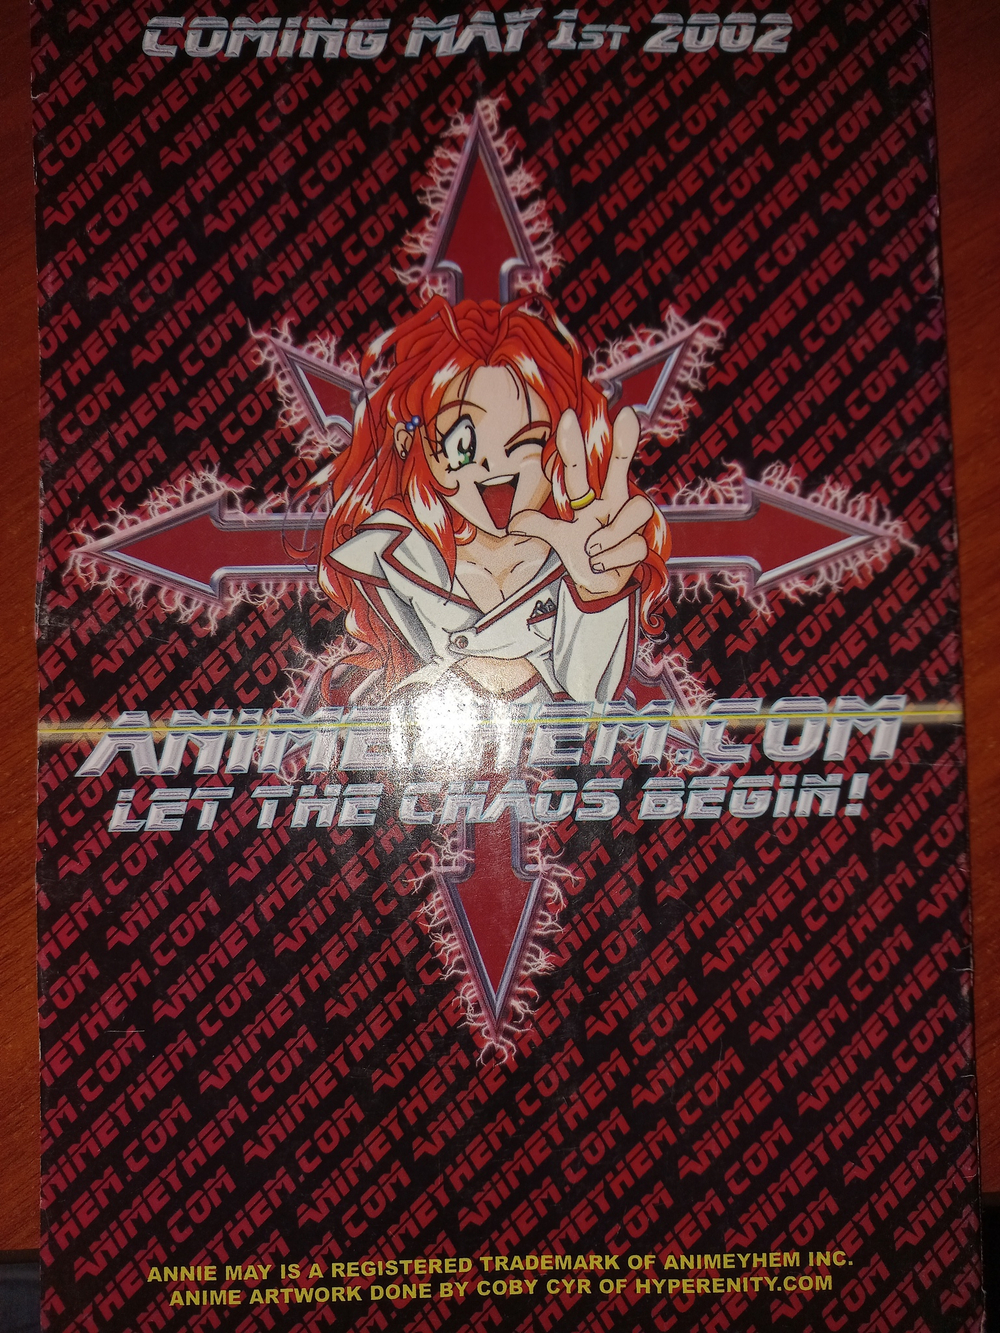 COMING MAY 1ST 2002
ANIMEYHEM.COM
LET THE CHAOS BEGIN!
ANNIE MAY IS A REGISTERED TRADEMARK OF ANIMEYHEM INC.
ANIME ARTWORK DONE BY COBY CYR OF HYPERENITY.COM